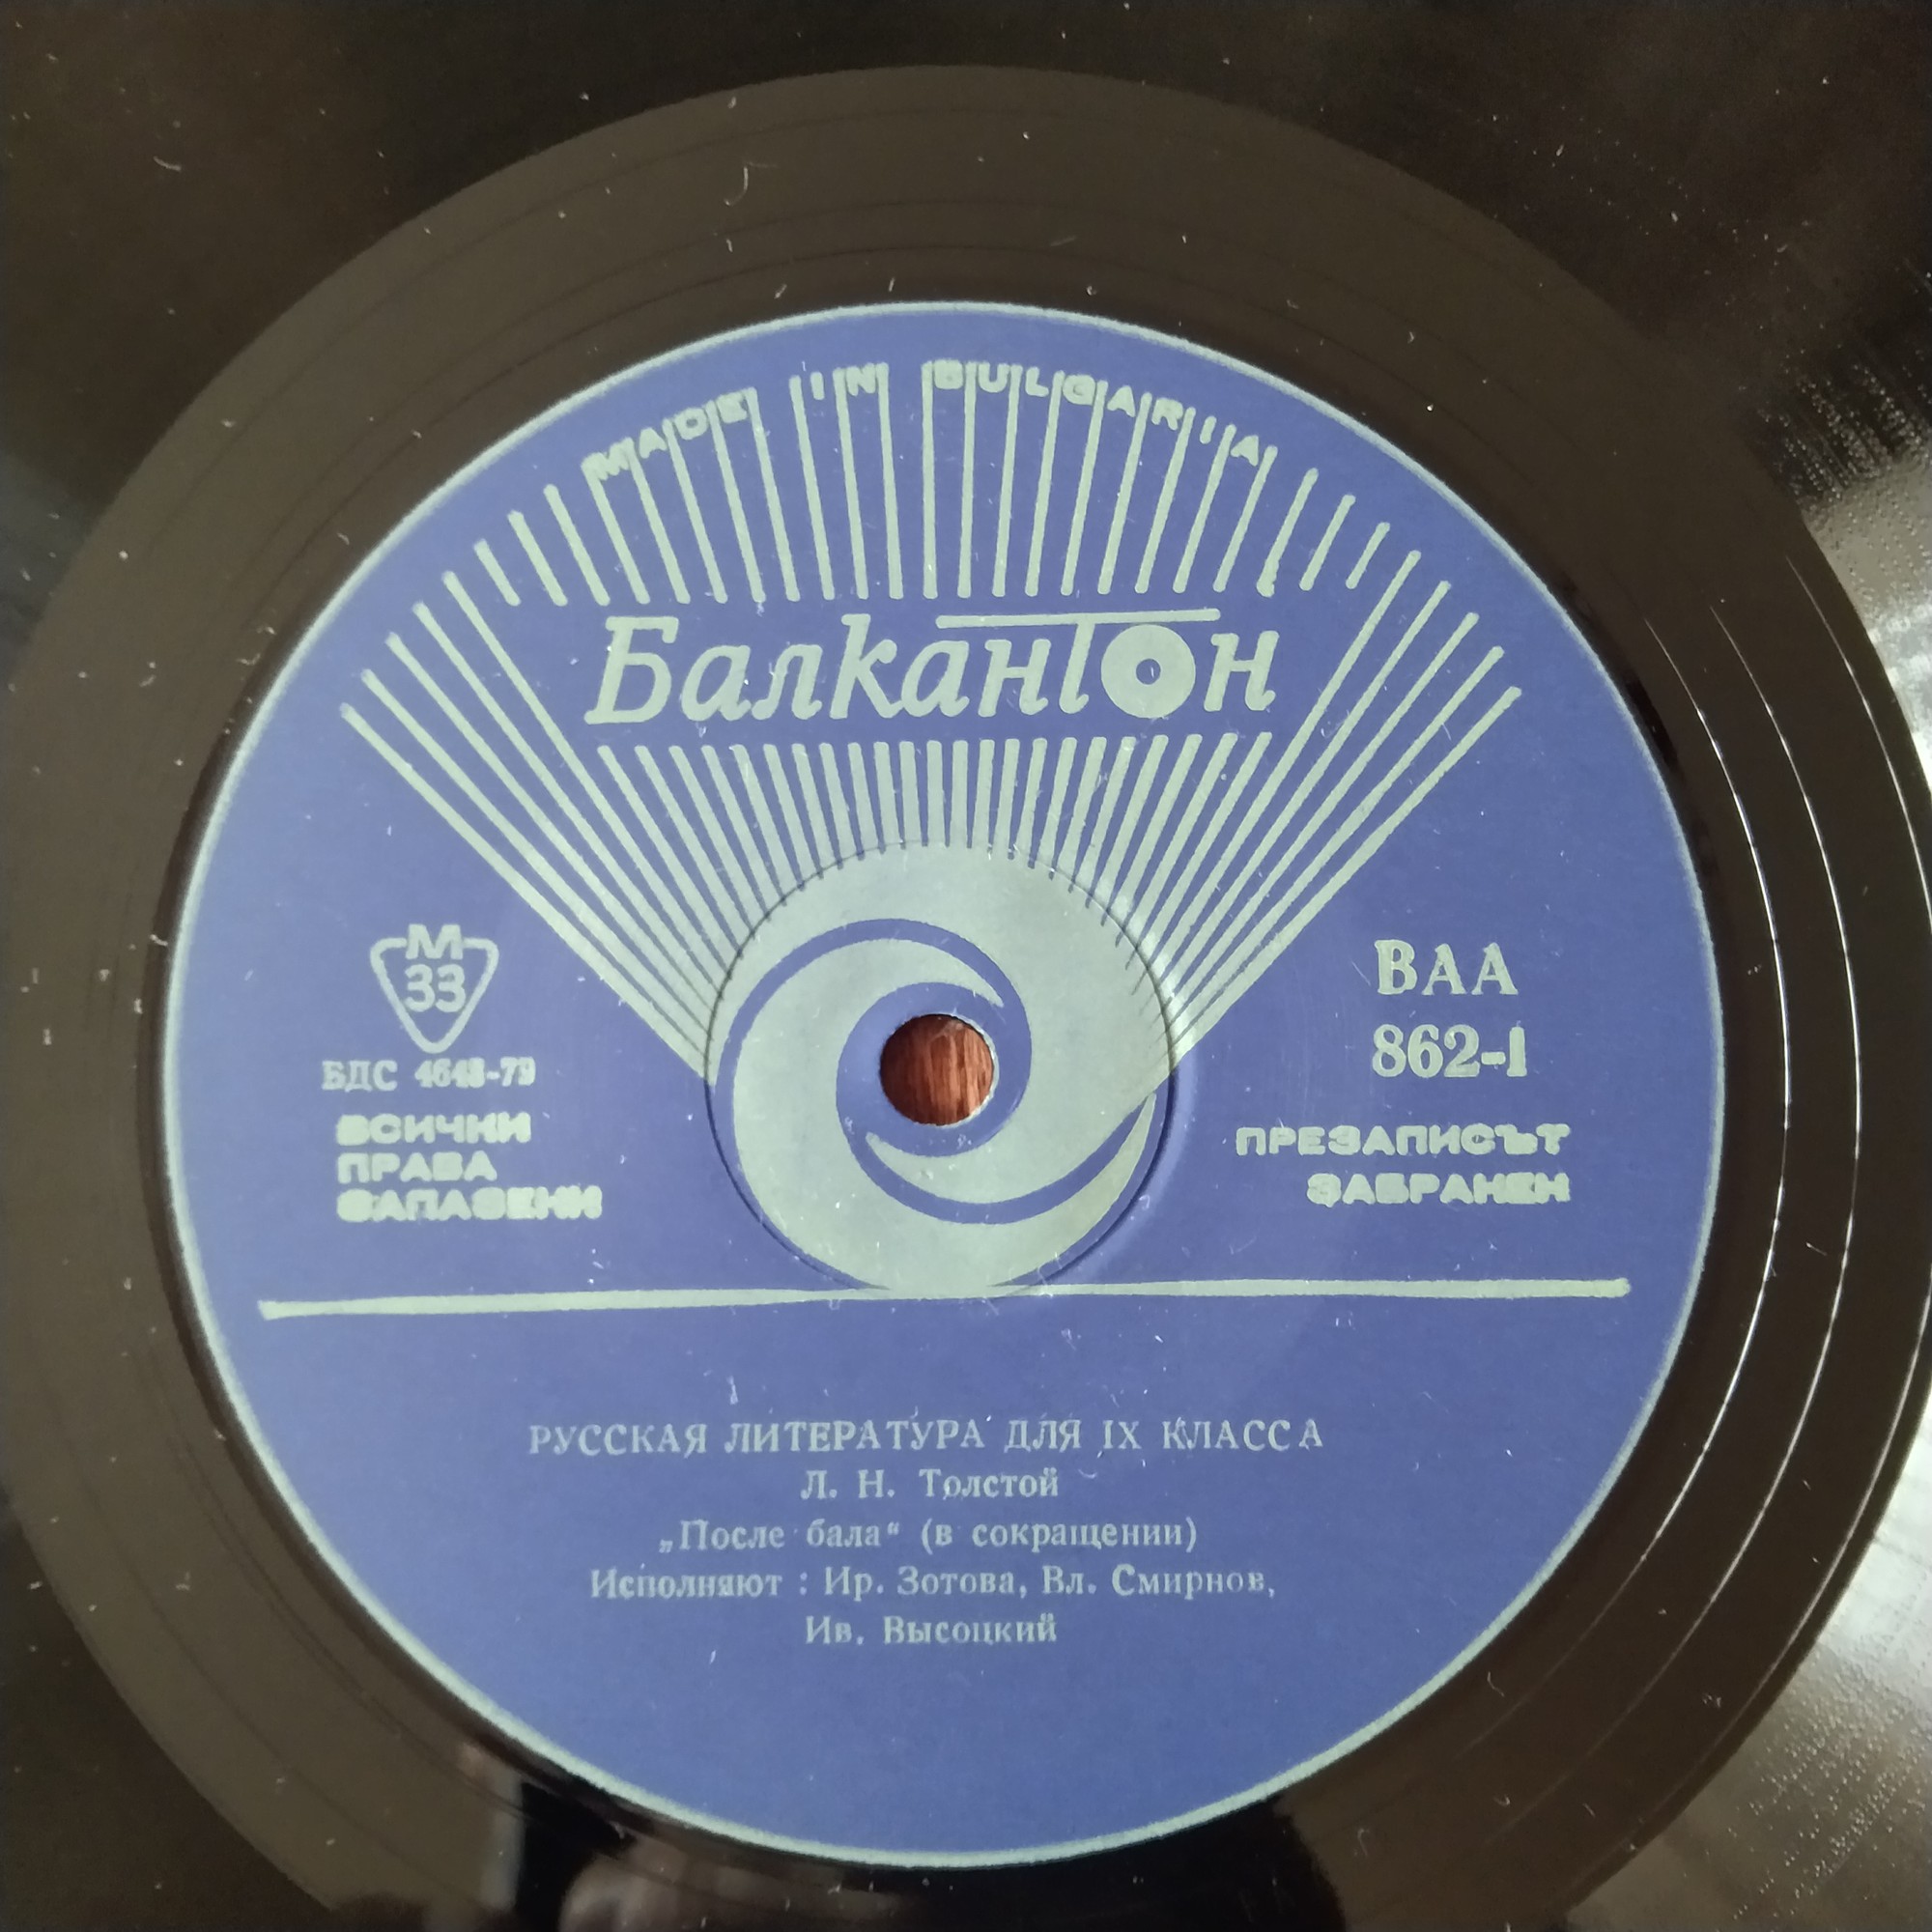 MADE IN BULGARIA
Балкантон
М
33
БДС 4648-79
ВСИЧКИ
ПРАВА
ЗАПАЗЕНИ
ВАА
862-1
ПРЕЗАПИСЪТ
ЗАБРАНЕН
РУССКАЯ ЛИТЕРАТУРА ДЛЯ IX КЛАССА
Л. Н. Толстой
„После бала“ (в сокращении)
Исполняют : Ир. Зотова, Вл. Смирнов,
Ив. Высоцкий